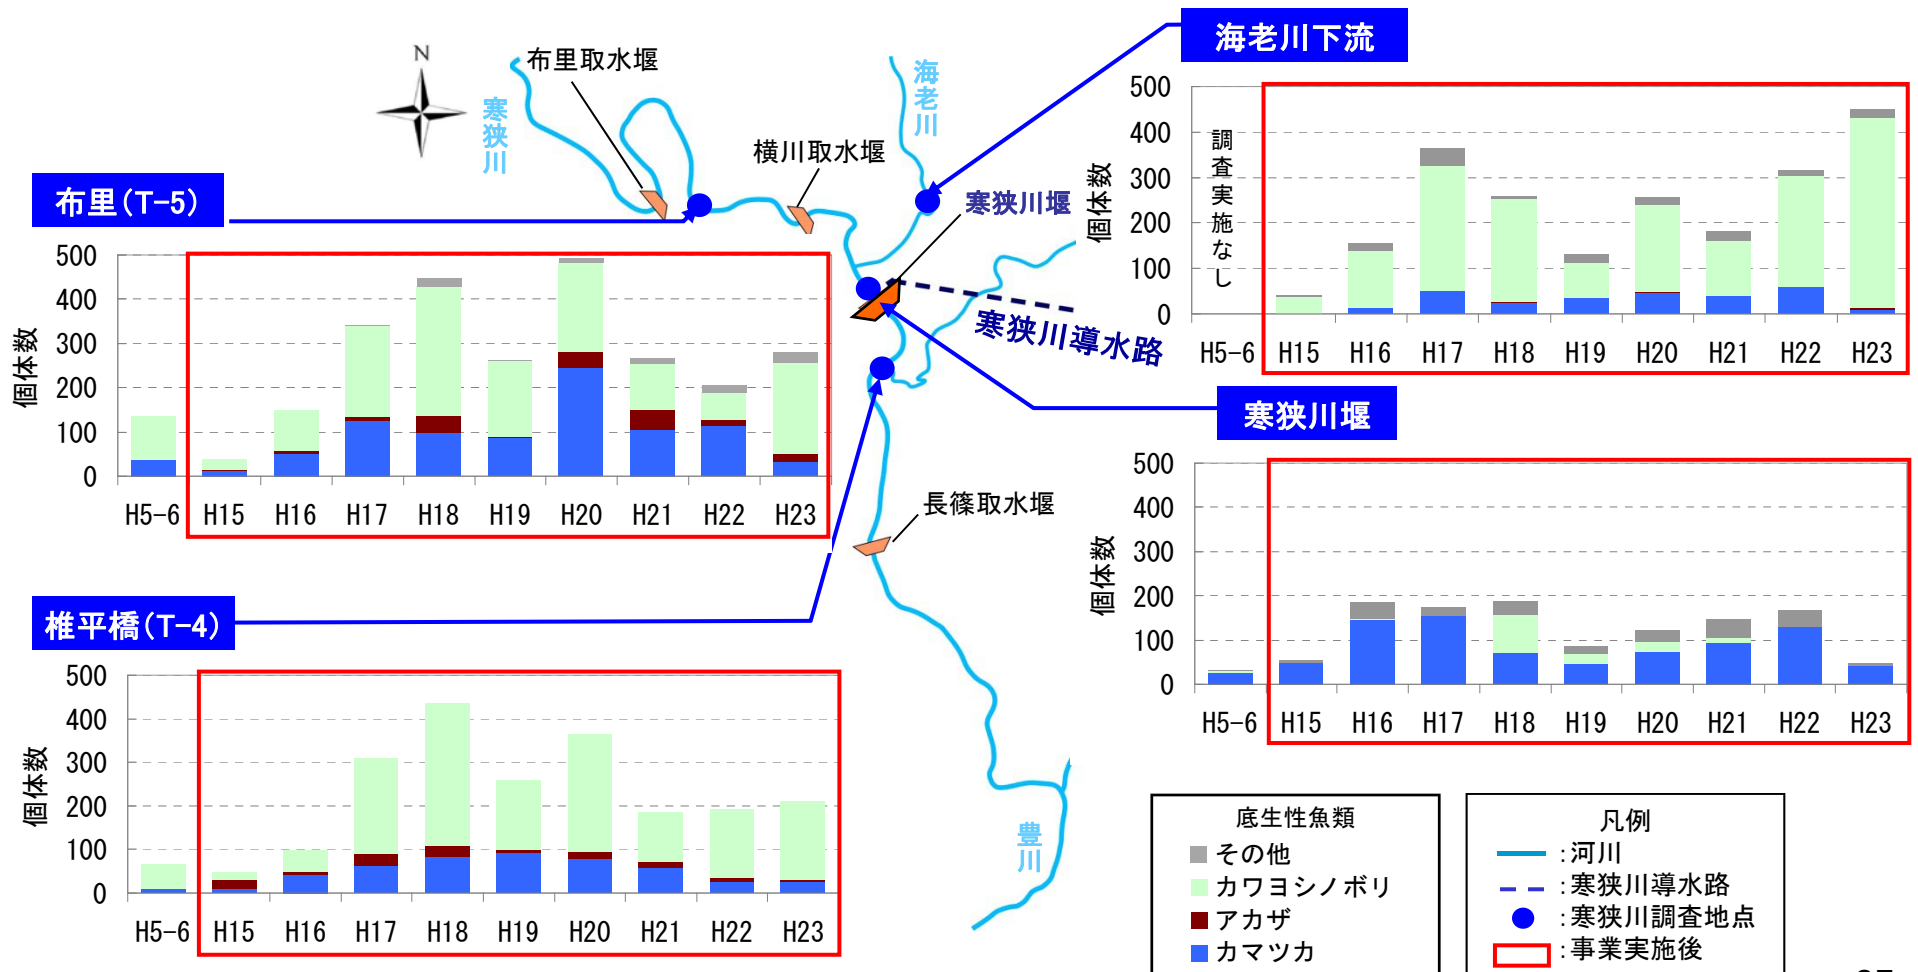 海老川下流
N
布里取水堰
寒狭川
海老川
横川取水堰
寒狭川堰
寒狭川導水路
長篠取水堰
豊川
個体数
500
400
300
200
100
0
調査実施なし
H5-6 H15 H16 H17 H18 H19 H20 H21 H22 H23
布里(T-5)
個体数
500
400
300
200
100
0
H5-6 H15 H16 H17 H18 H19 H20 H21 H22 H23
寒狭川堰
個体数
500
400
300
200
100
0
H5-6 H15 H16 H17 H18 H19 H20 H21 H22 H23
椎平橋(T-4)
個体数
500
400
300
200
100
0
H5-6 H15 H16 H17 H18 H19 H20 H21 H22 H23
底生性魚類
その他
カワヨシノボリ
アカザ
カマツカ
凡例
:河川
:寒狭川導水路
:寒狭川調査地点
:事業実施後